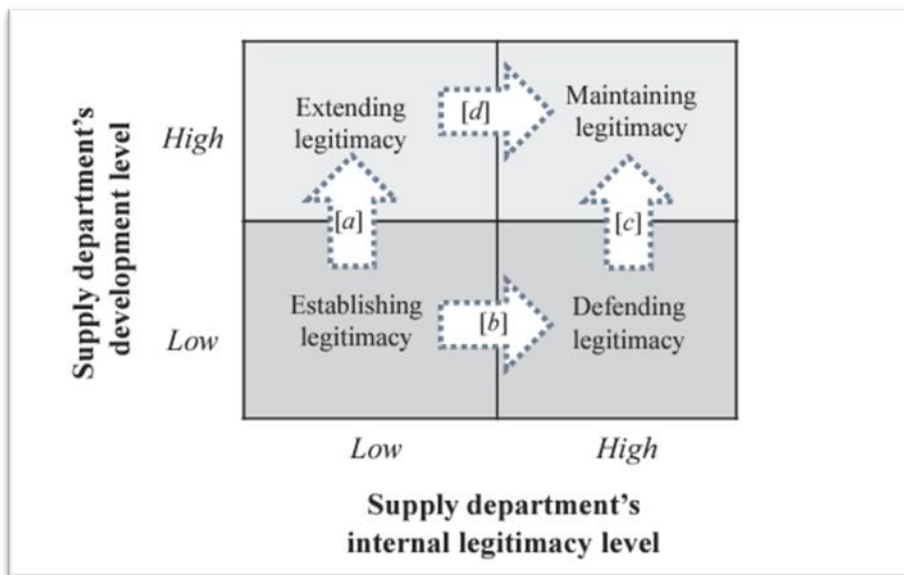 Supply department's
development level
High
Low
Extending
legitimacy
[d]
Maintaining
legitimacy
[a]
[c]
Establishing
legitimacy
[b]
Defending
legitimacy
Low
High
Supply department's
internal legitimacy level